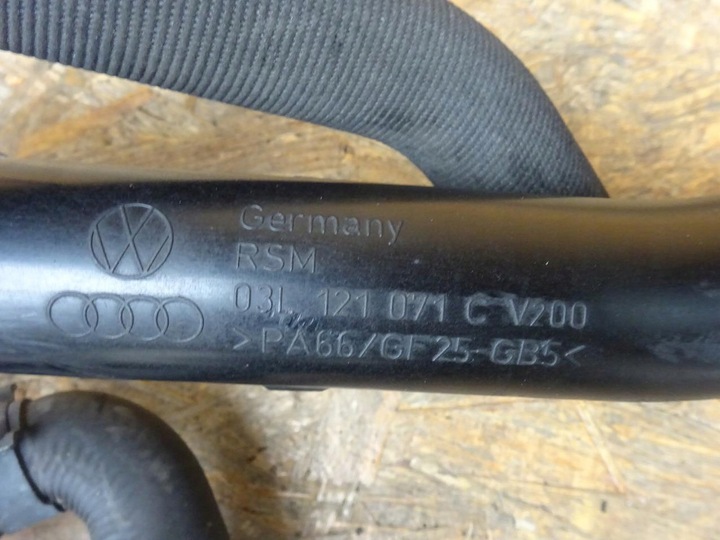 Germany
RSM
03L 121 071 C V200
>PA66/GF25-GB5<